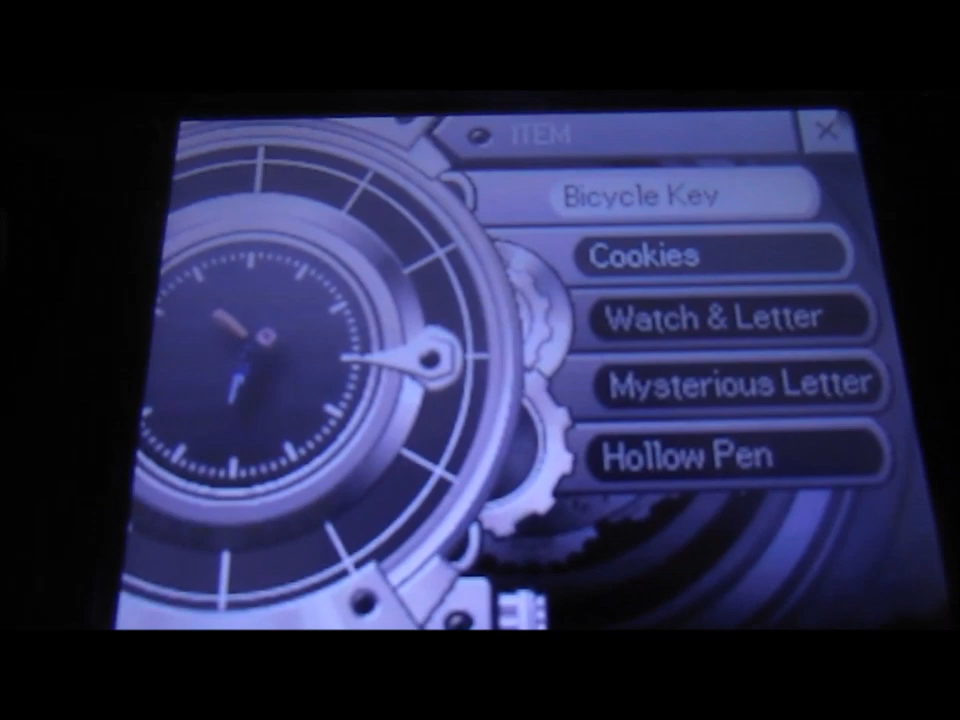 ITEM
Bicycle Key
Cookies
Watch & Letter
Mysterious Letter
Hollow Pen